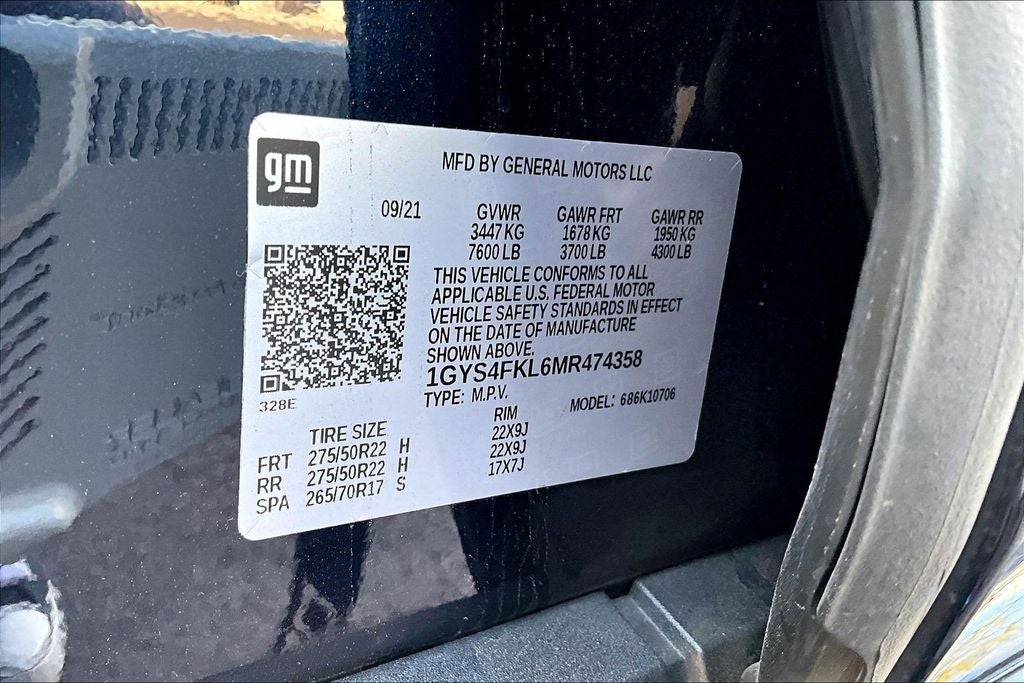 gm
MFD BY GENERAL MOTORS LLC
09/21 GVWR GAWR FRT GAWR RR
3447 KG 1678 KG 1950 KG
7600 LB 3700 LB 4300 LB
THIS VEHICLE CONFORMS TO ALL
APPLICABLE U.S. FEDERAL MOTOR
VEHICLE SAFETY STANDARDS IN EFFECT
ON THE DATE OF MANUFACTURE
SHOWN ABOVE.
1GYS4FKL6MR474358
TYPE: M.P.V. MODEL: 686K10706
328E
TIRE SIZE RIM
FRT 275/50R22 H 22X9J
RR 275/50R22 H 22X9J
SPA 265/70R17 S 17X7J